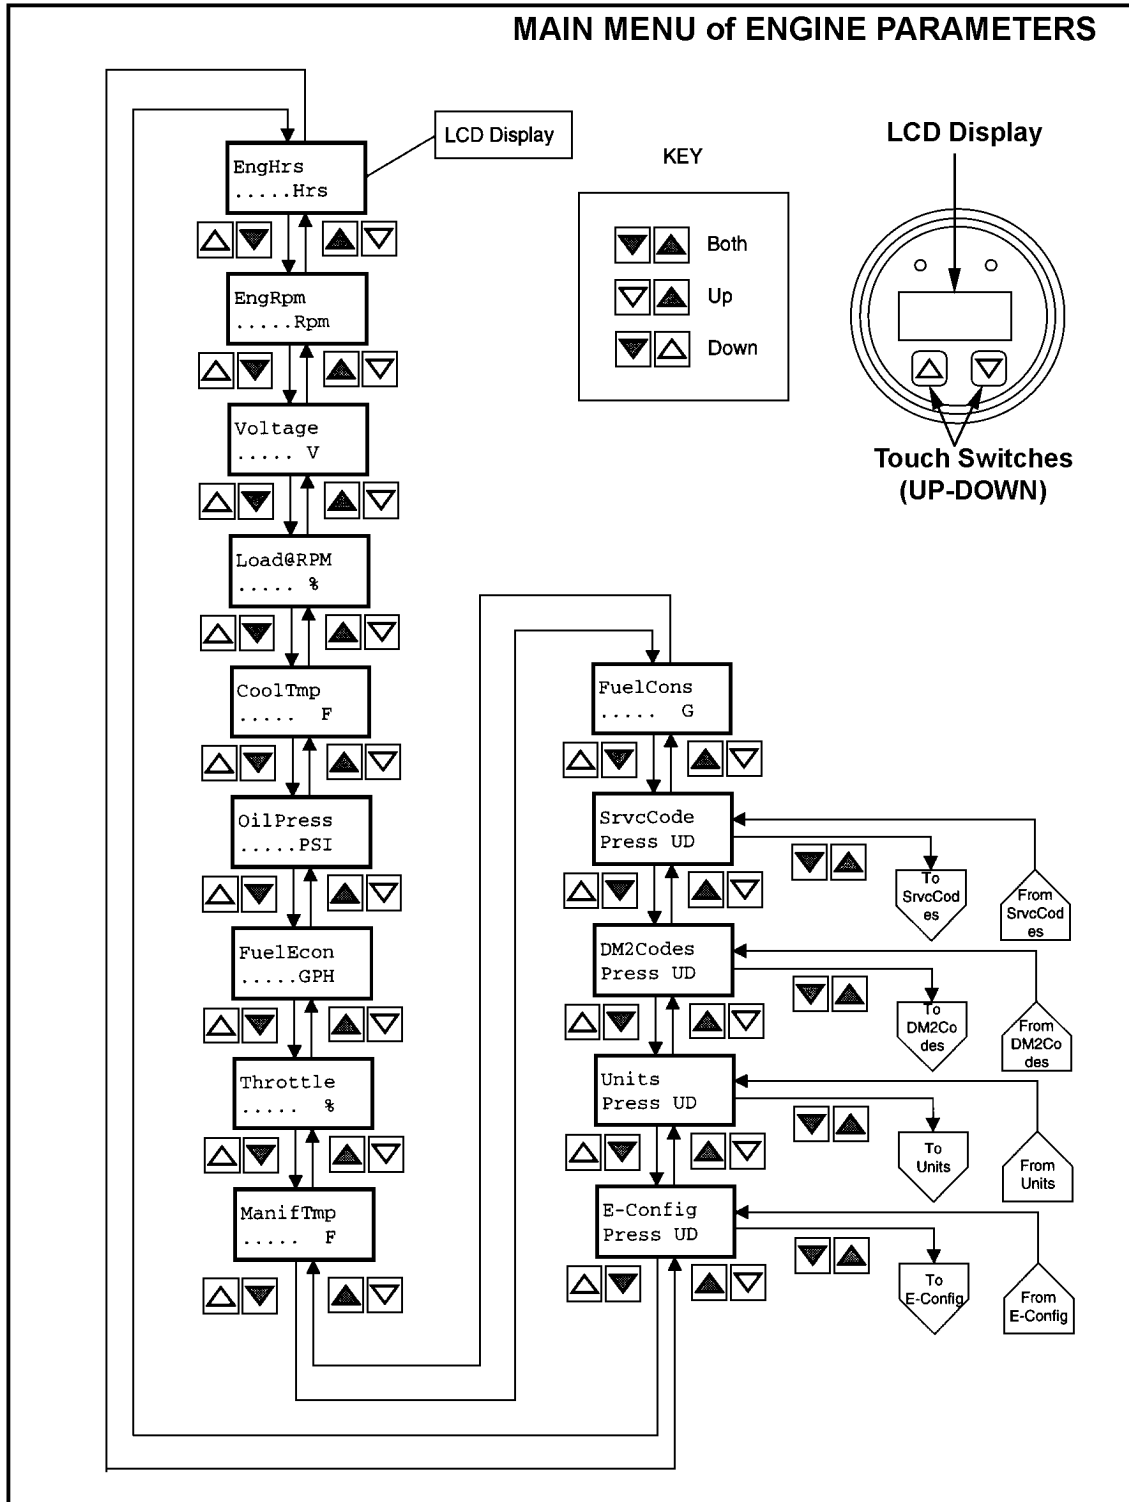 MAIN MENU of ENGINE PARAMETERS
LCD Display
EngHrs
.....Hrs
EngRpm
.....Rpm
Voltage
..... V
Load@RPM
..... %
CoolTmp
..... F
OilPress
.....PSI
FuelEcon
.....GPH
Throttle
..... %
ManifTmp
..... F
KEY
Both
Up
Down
LCD Display
Touch Switches
(UP-DOWN)
FuelCons
..... G
SrvcCode
Press UD
To
SrvcCod
es
From
SrvcCod
es
DM2Codes
Press UD
To
DM2Co
des
From
DM2Co
des
Units
Press UD
To
Units
From
Units
E-Config
Press UD
To
E-Config
From
E-Config